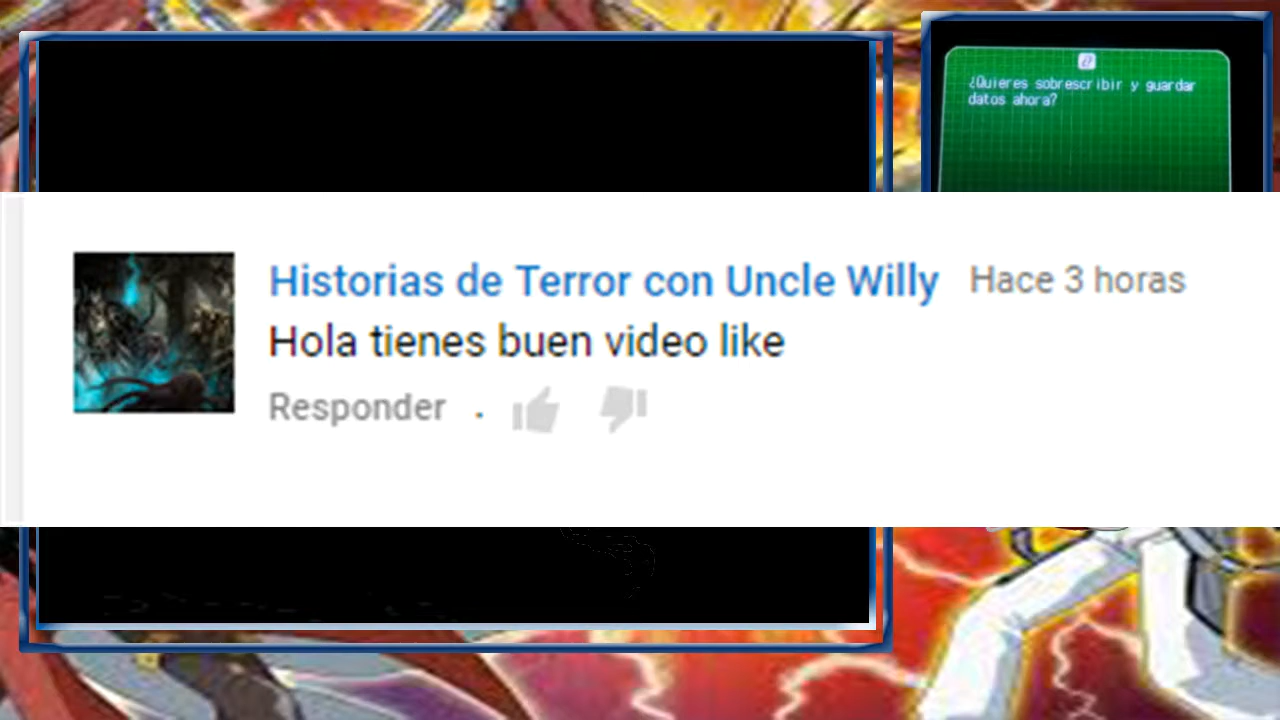 ¿Quieres sobrescribir y guardar
datos ahora?
Historias de Terror con Uncle Willy Hace 3 horas
Hola tienes buen video like
Responder .